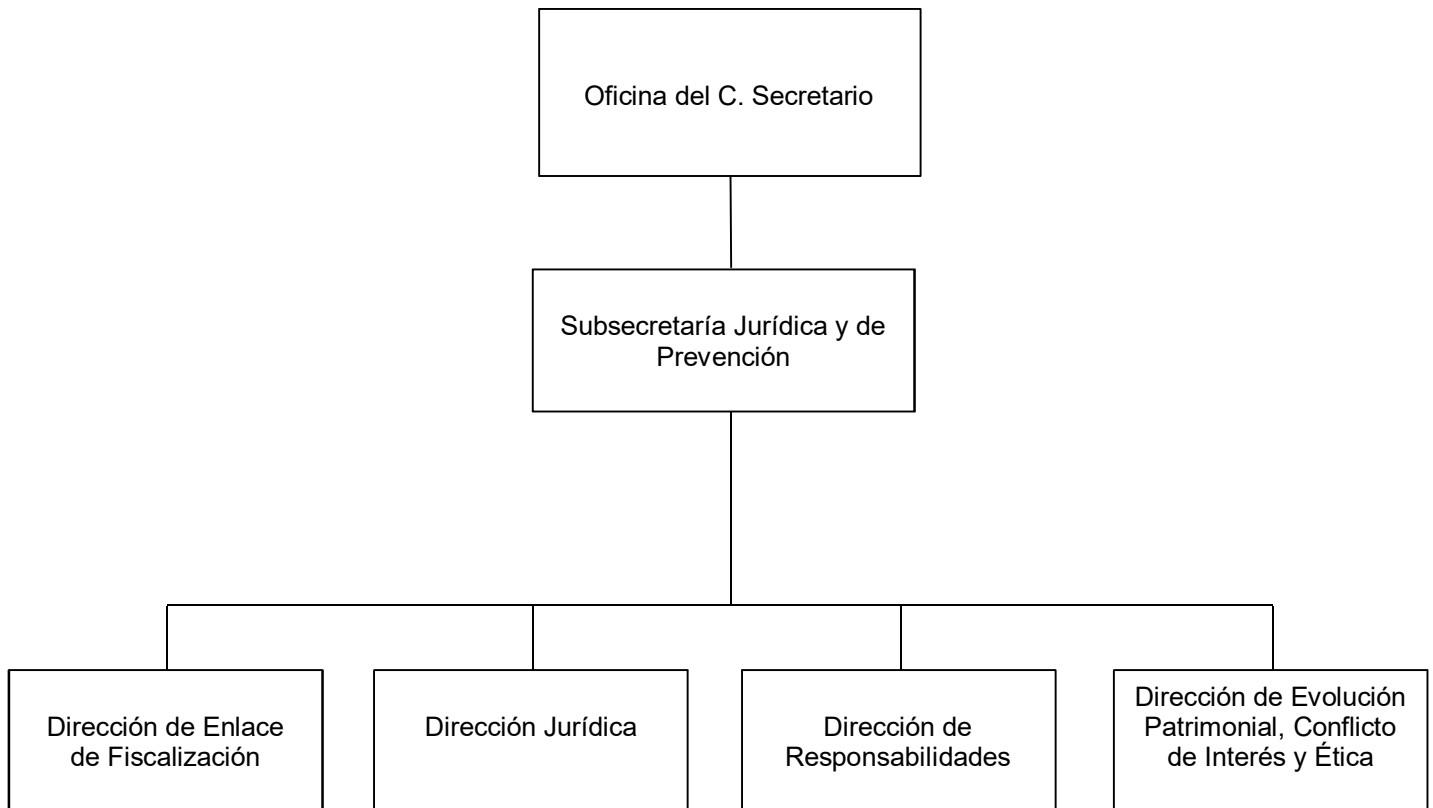 Oficina del C. Secretario
Subsecretaría Jurídica y de
Prevención
Dirección de Enlace
de Fiscalización
Dirección Jurídica
Dirección de
Responsabilidades
Dirección de Evolución
Patrimonial, Conflicto
de Interés y Ética